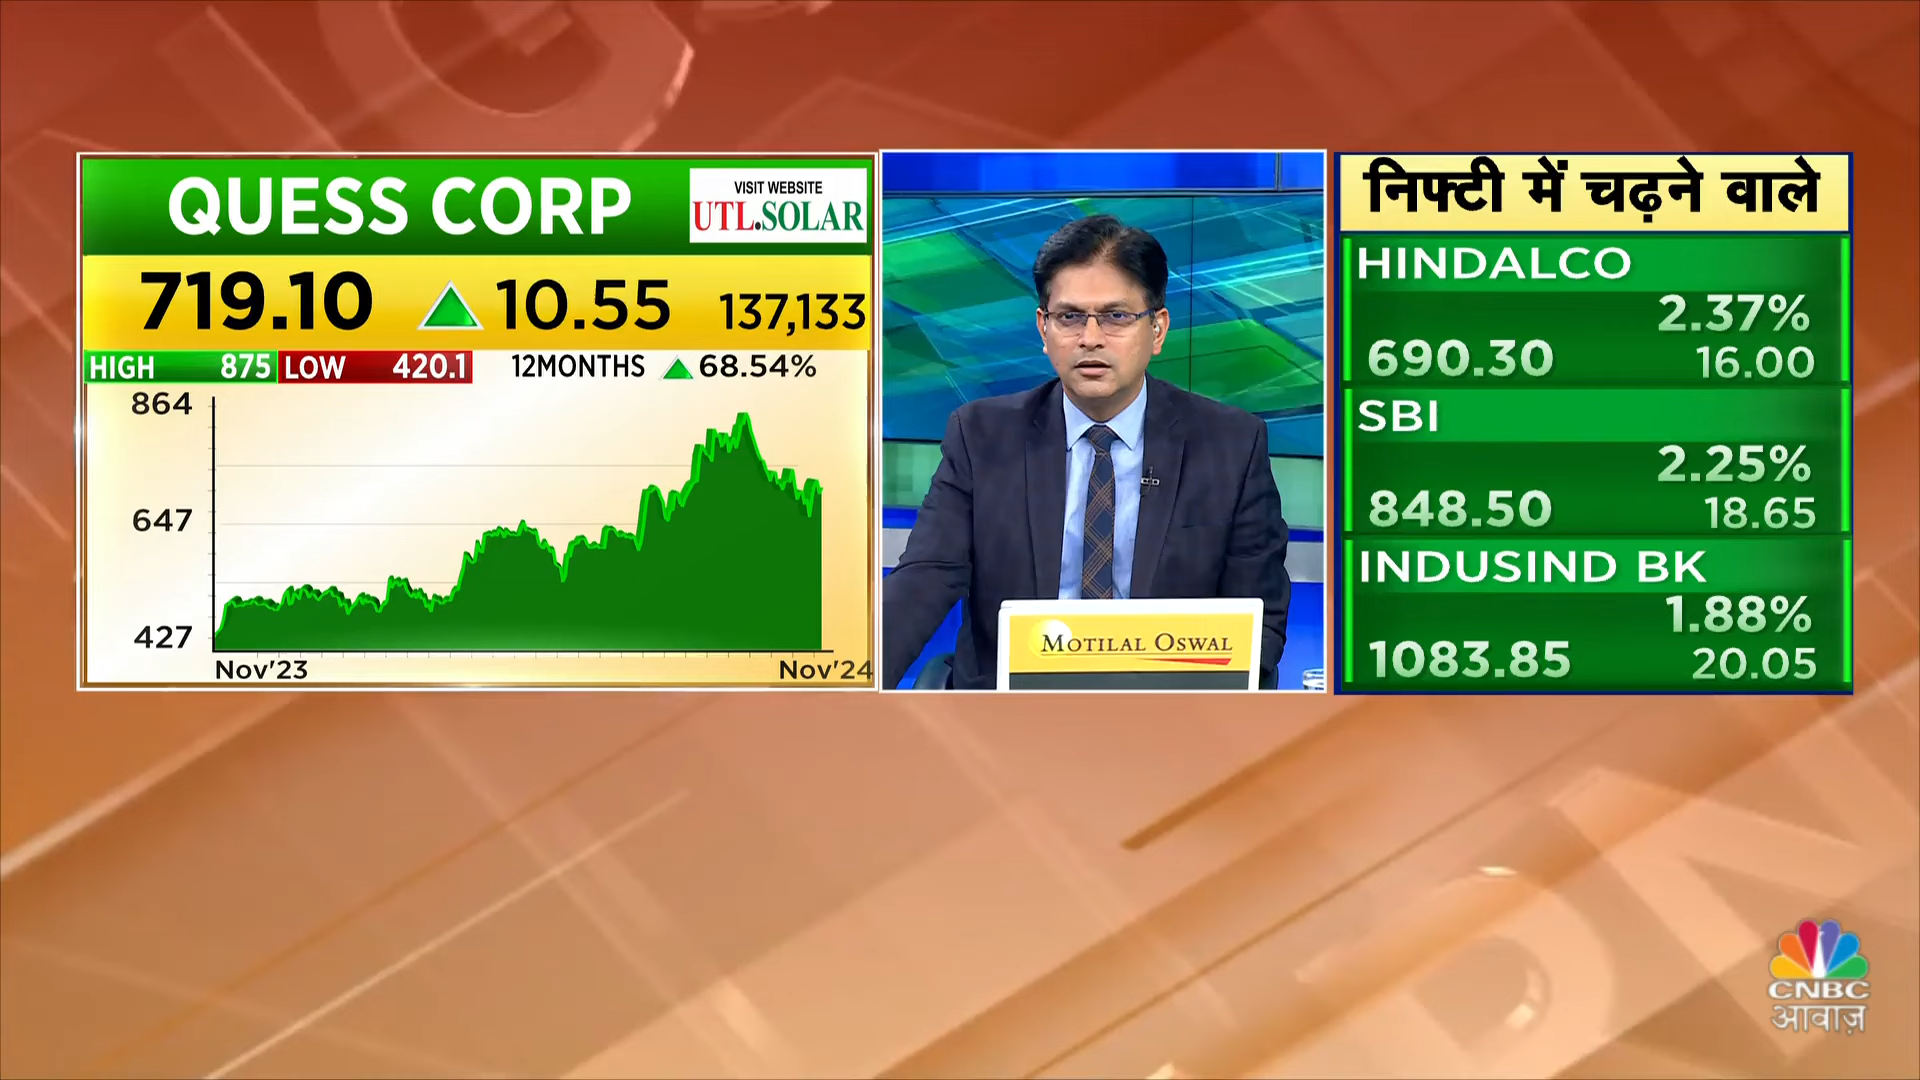 QUESS CORP
VISIT WEBSITE
UTL.SOLAR
719.10 10.55 137,133
HIGH 875 LOW 420.1 12MONTHS 68.54%
864
647
427
Nov'23 Nov'24
MOTILAL OSWAL
निफ्टी में चढ़ने वाले
HINDALCO
2.37%
690.30 16.00
SBI
2.25%
848.50 18.65
INDUSIND BK
1.88%
1083.85 20.05
CNBC
आवाज़